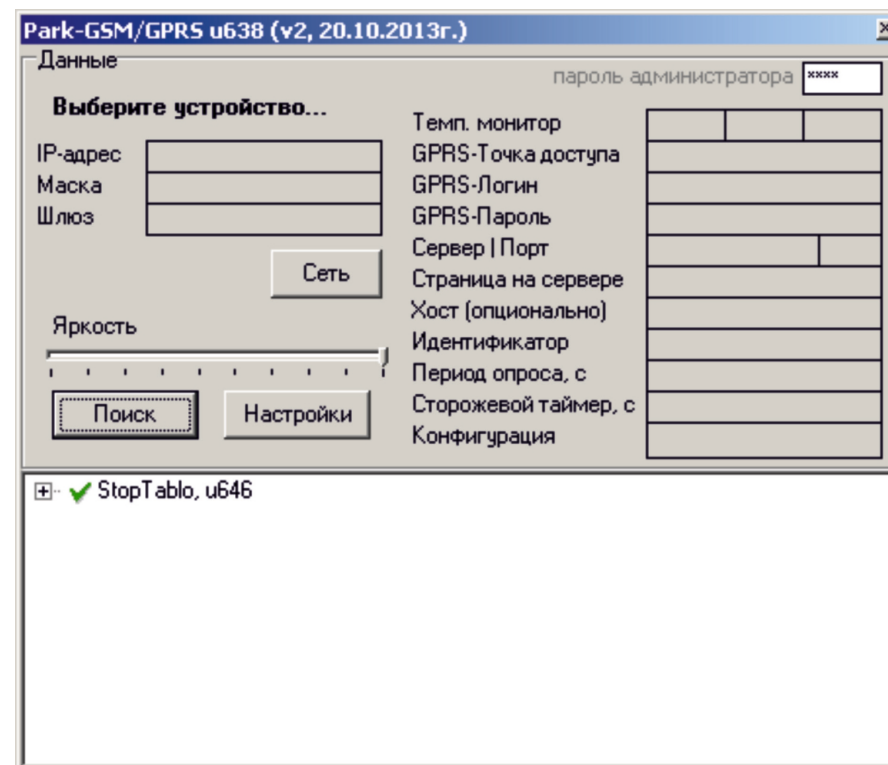 Park-GSM/GPRS u638 (v2, 20.10.2013г.)
Данные
пароль администратора ****
Выберите устройство...
IP-адрес
Маска
Шлюз
Сеть
Яркость
Поиск
Настройки
Темп. монитор
GPRS-Точка доступа
GPRS-Логин
GPRS-Пароль
Сервер | Порт
Страница на сервере
Хост (опционально)
Идентификатор
Период опроса, с
Сторожевой таймер, с
Конфигурация
StopTablo, u646